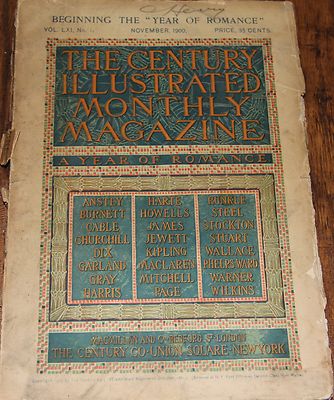 BEGINNING THE "YEAR OF ROMANCE"
VOL. LXI, No. 1.
NOVEMBER, 1900.
PRICE, 35 CENTS.
THE CENTURY
ILLUSTRATED
MONTHLY
MAGAZINE
A YEAR OF ROMANCE
ANSTEY
BURNETT
CABLE
CHURCHILL
DIX
GARLAND
GRAY
HARRIS
HARTE
HOWELLS
JAMES
JEWETT
KIPLING
MACLAREN
MITCHELL
PAGE
RUNKLE
STEEL
STOCKTON
STUART
WALLACE
PHELPS WARD
WARNER
WILKINS
MACMILLAN AND CO BEDFORD ST LONDON
THE CENTURY CO UNION SQUARE NEW YORK